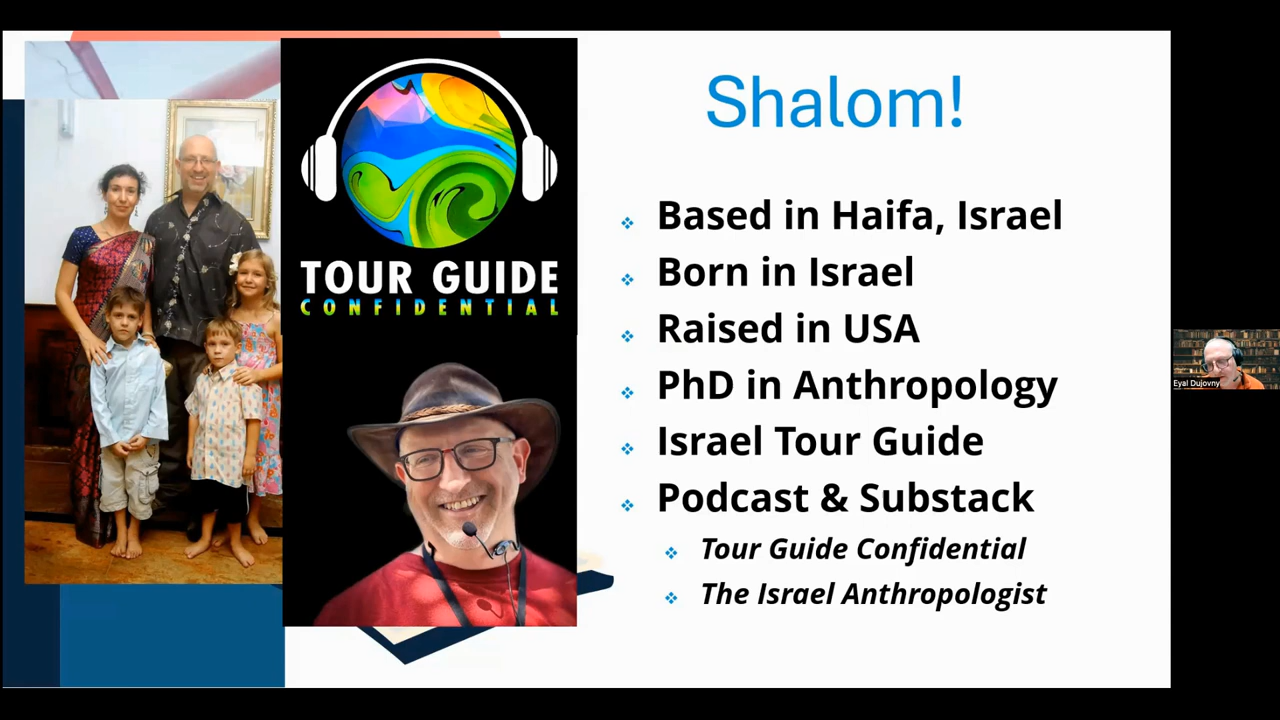 TOUR GUIDE
CONFIDENTIAL
Shalom!
Based in Haifa, Israel
Born in Israel
Raised in USA
PhD in Anthropology
Israel Tour Guide
Podcast & Substack
Tour Guide Confidential
The Israel Anthropologist
Eyal Dujovny